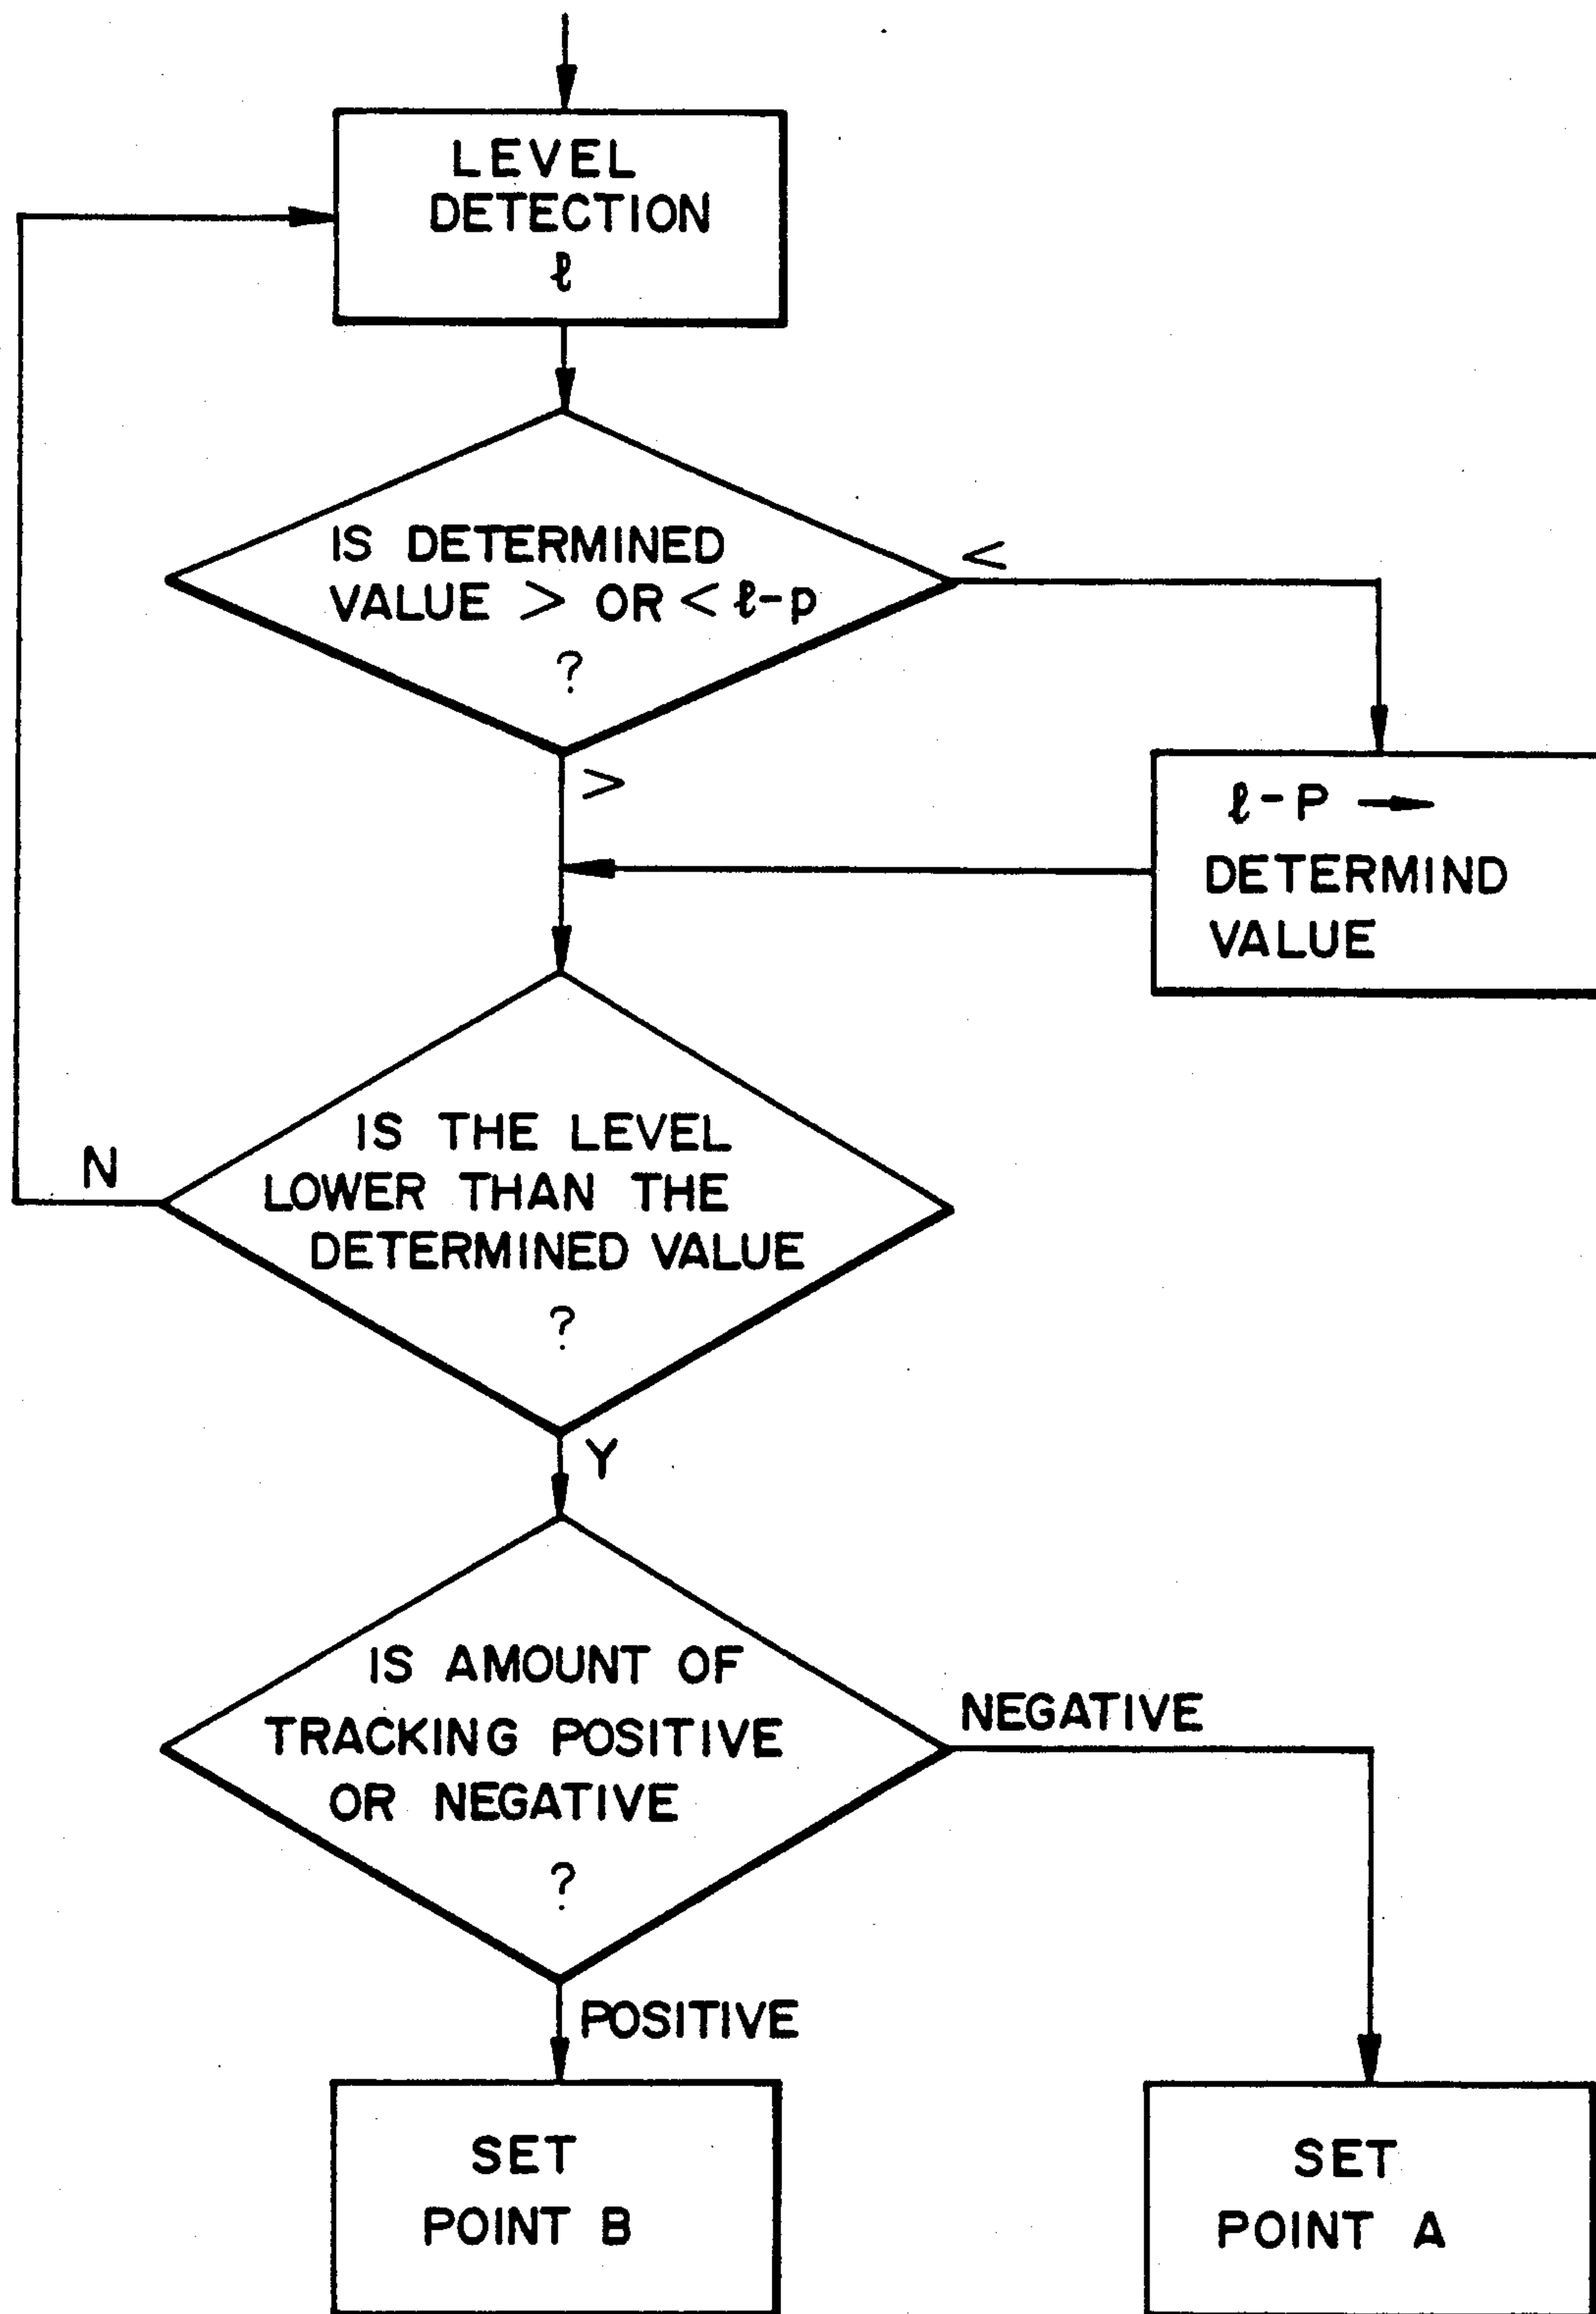 LEVEL
DETECTION
ℓ
IS DETERMINED
VALUE > OR < ℓ-p
?
<
>
ℓ-P →
DETERMIND
VALUE
IS THE LEVEL
LOWER THAN THE
DETERMINED VALUE
?
N
Y
IS AMOUNT OF
TRACKING POSITIVE
OR NEGATIVE
?
NEGATIVE
POSITIVE
SET
POINT B
SET
POINT A